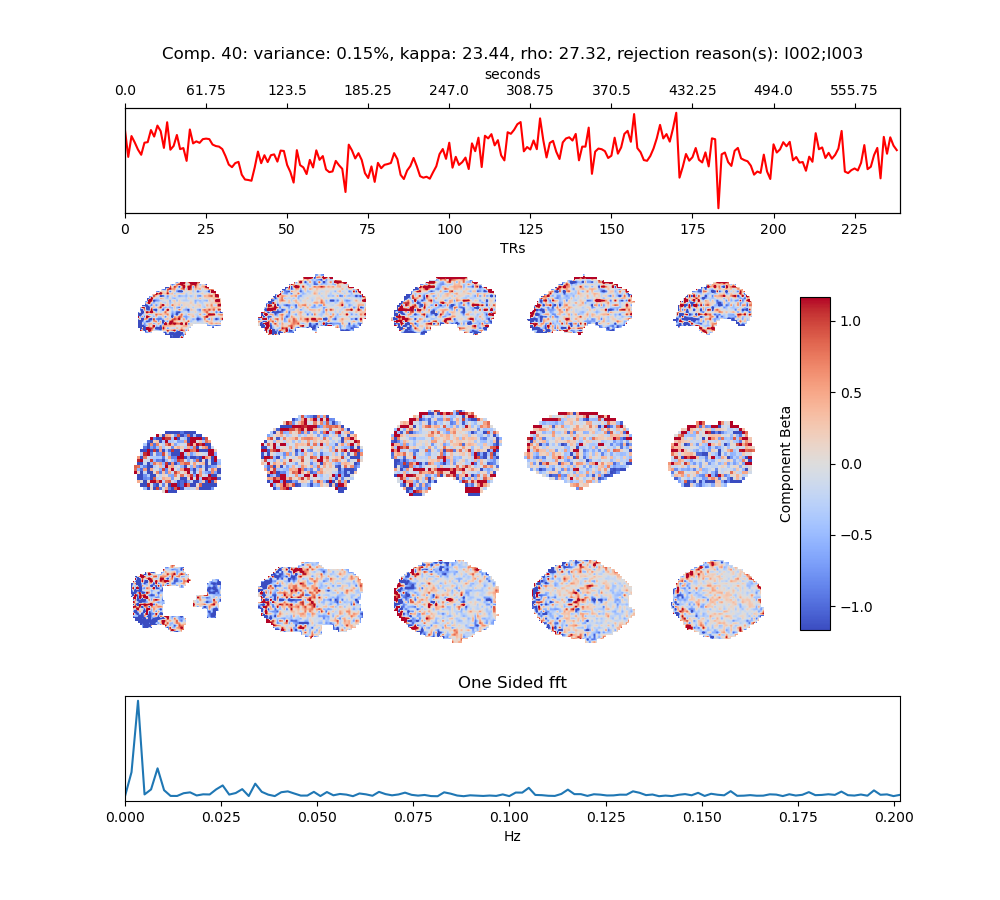 Comp. 40: variance: 0.15%, kappa: 23.44, rho: 27.32, rejection reason(s): I002;I003
seconds
0.0 61.75 123.5 185.25 247.0 308.75 370.5 432.25 494.0 555.75
0 25 50 75 100 125 150 175 200 225
TRs
1.0
0.5
0.0
−0.5
−1.0
Component Beta
One Sided fft
0.000 0.025 0.050 0.075 0.100 0.125 0.150 0.175 0.200
Hz